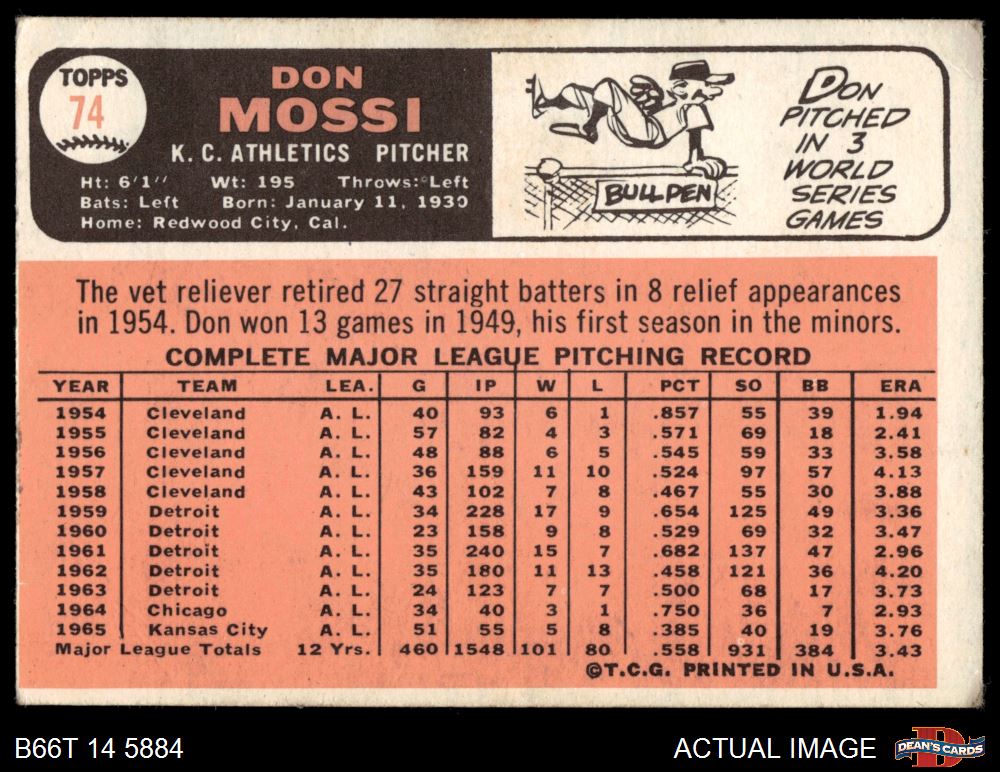 TOPPS
74
DON
MOSSI
K. C. ATHLETICS PITCHER
Ht: 6'1" Wt: 195 Throws: Left
Bats: Left Born: January 11, 1930
Home: Redwood City, Cal.
BULLPEN
DON
PITCHED
IN 3
WORLD
SERIES
GAMES
The vet reliever retired 27 straight batters in 8 relief appearances
in 1954. Don won 13 games in 1949, his first season in the minors.
COMPLETE MAJOR LEAGUE PITCHING RECORD
YEAR TEAM LEA. G IP W L PCT SO BB ERA
1954 Cleveland A. L. 40 93 6 1 .857 55 39 1.94
1955 Cleveland A. L. 57 82 4 3 .571 69 18 2.41
1956 Cleveland A. L. 48 88 6 5 .545 59 33 3.58
1957 Cleveland A. L. 36 159 11 10 .524 97 57 4.13
1958 Cleveland A. L. 43 102 7 8 .467 55 30 3.88
1959 Detroit A. L. 34 228 17 9 .654 125 49 3.36
1960 Detroit A. L. 23 158 9 8 .529 69 32 3.47
1961 Detroit A. L. 35 240 15 7 .682 137 47 2.96
1962 Detroit A. L. 35 180 11 13 .458 121 36 4.20
1963 Detroit A. L. 24 123 7 7 .500 68 17 3.73
1964 Chicago A. L. 34 40 3 1 .750 36 7 2.93
1965 Kansas City A. L. 51 55 5 8 .385 40 19 3.76
Major League Totals 12 Yrs. 460 1548 101 80 .558 931 384 3.43
©T.C.G. PRINTED IN U.S.A.
B66T 14 5884
ACTUAL IMAGE
D
DEAN'S CARDS